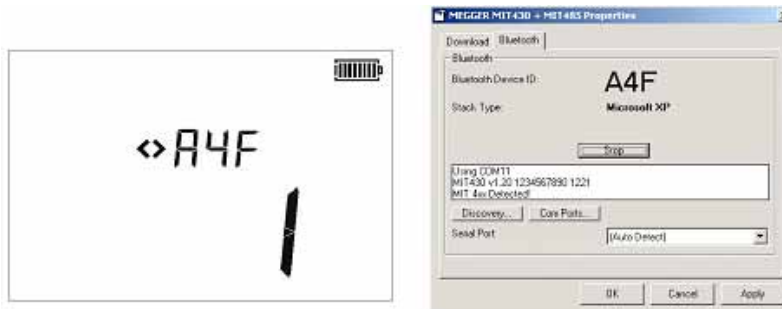 <>A4F
1
MEGGER MIT430 + MIT485 Properties
Download Bluetooth
Bluetooth
Bluetooth Device ID: A4F
Stack Type: Microsoft XP
Stop
Using COM11
MIT430 v1.20 1234567890 1221
MIT 4xx Detected!
Discovery... Com Ports...
Serial Port (Auto Detect)
OK Cancel Apply